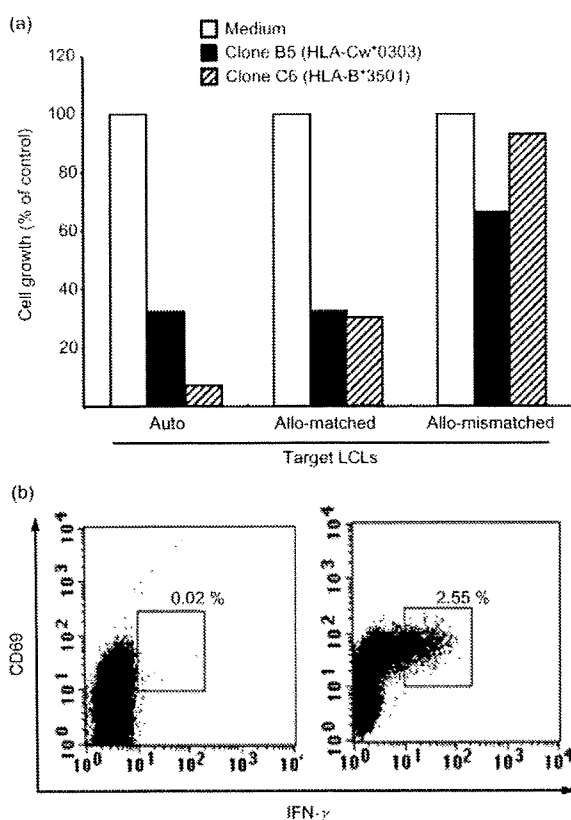 (a)
Medium
Clone B5 (HLA-Cw*0303)
Clone C6 (HLA-B*3501)
120
100
80
60
40
20
Cell growth (% of control)
Auto
Allo-matched
Allo-mismatched
Target LCLs
(b)
CD69
10⁴
10³
10²
10¹
10⁰
0.02 %
10⁰
10¹
10²
10³
10⁴
10⁴
10³
10²
10¹
10⁰
2.55 %
10⁰
10¹
10²
10³
10⁴
IFN-γ